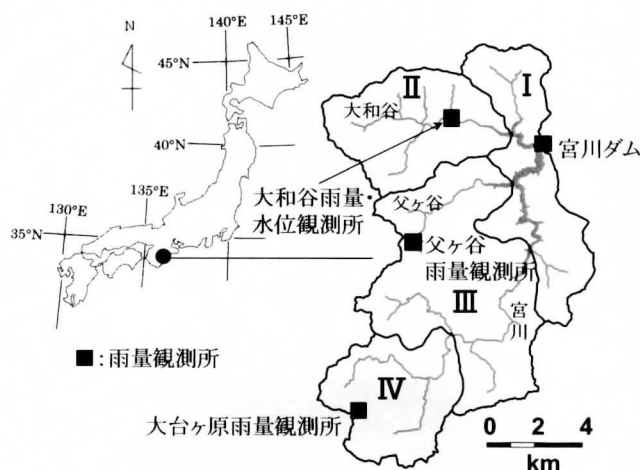 N
140°E
145°E
45°N
40°N
135°E
130°E
35°N
I
II
大和谷
宮川ダム
大和谷雨量・
水位観測所
父ヶ谷
父ヶ谷
雨量観測所
III
宮川
■:雨量観測所
IV
大台ヶ原雨量観測所
0 2 4
km